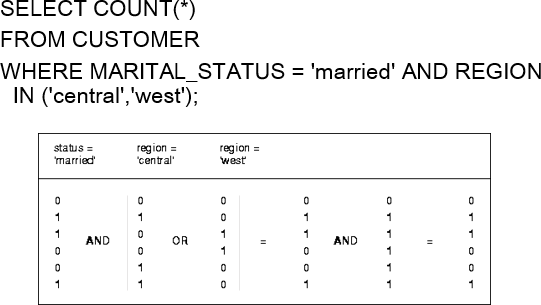 SELECT COUNT(*)
FROM CUSTOMER
WHERE MARITAL_STATUS = 'married' AND REGION
IN ('central','west');
status = region = region =
'married' 'central' 'west'
0 0 0 0 0 0
1 1 0 1 1 1
1 0 1 1 1 1
AND OR = AND =
0 0 1 0 1 0
0 1 0 0 1 0
1 1 0 1 1 1